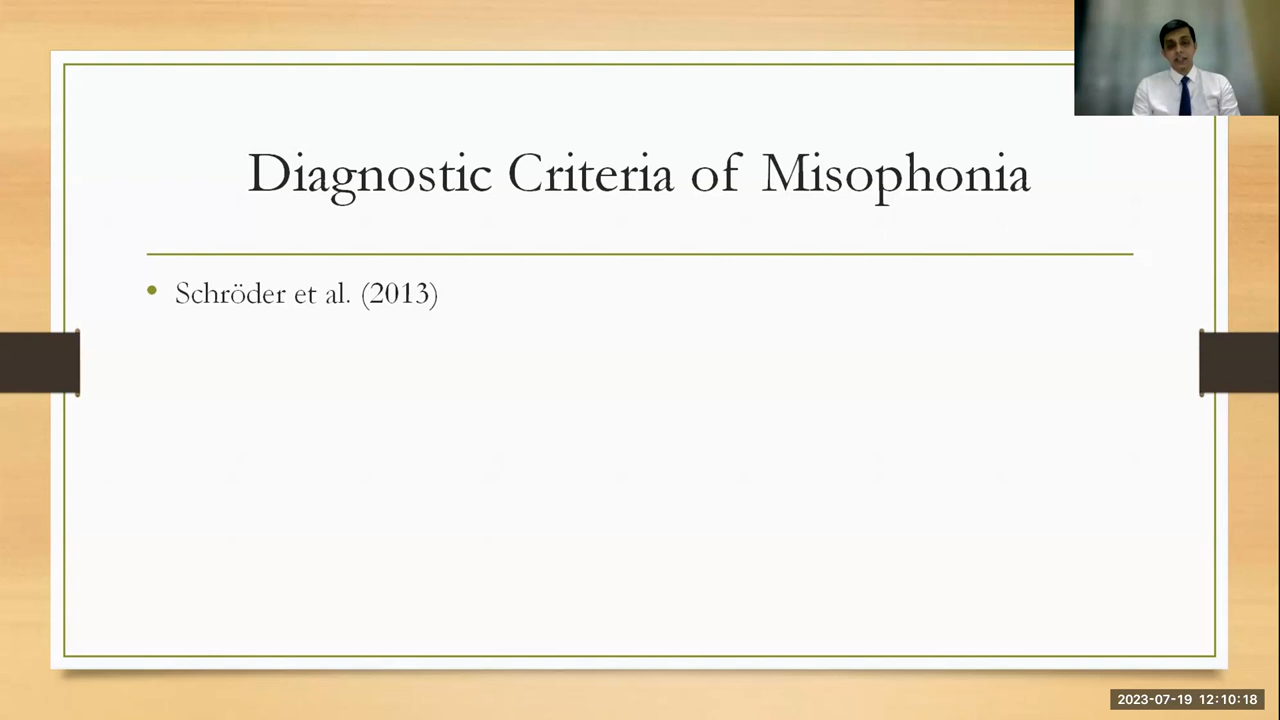 Diagnostic Criteria of Misophonia
Schröder et al. (2013)
2023-07-19 12:10:18